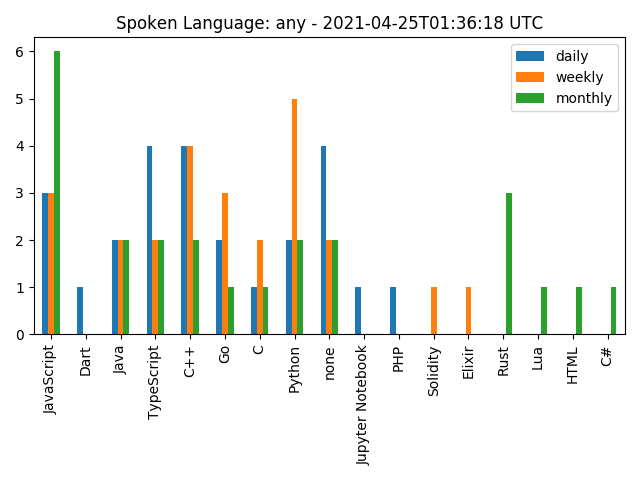 Spoken Language: any - 2021-04-25T01:36:18 UTC
daily
weekly
monthly
6
5
4
3
2
1
0
JavaScript
Dart
Java
TypeScript
C++
Go
C
Python
none
Jupyter Notebook
PHP
Solidity
Elixir
Rust
Lua
HTML
C#